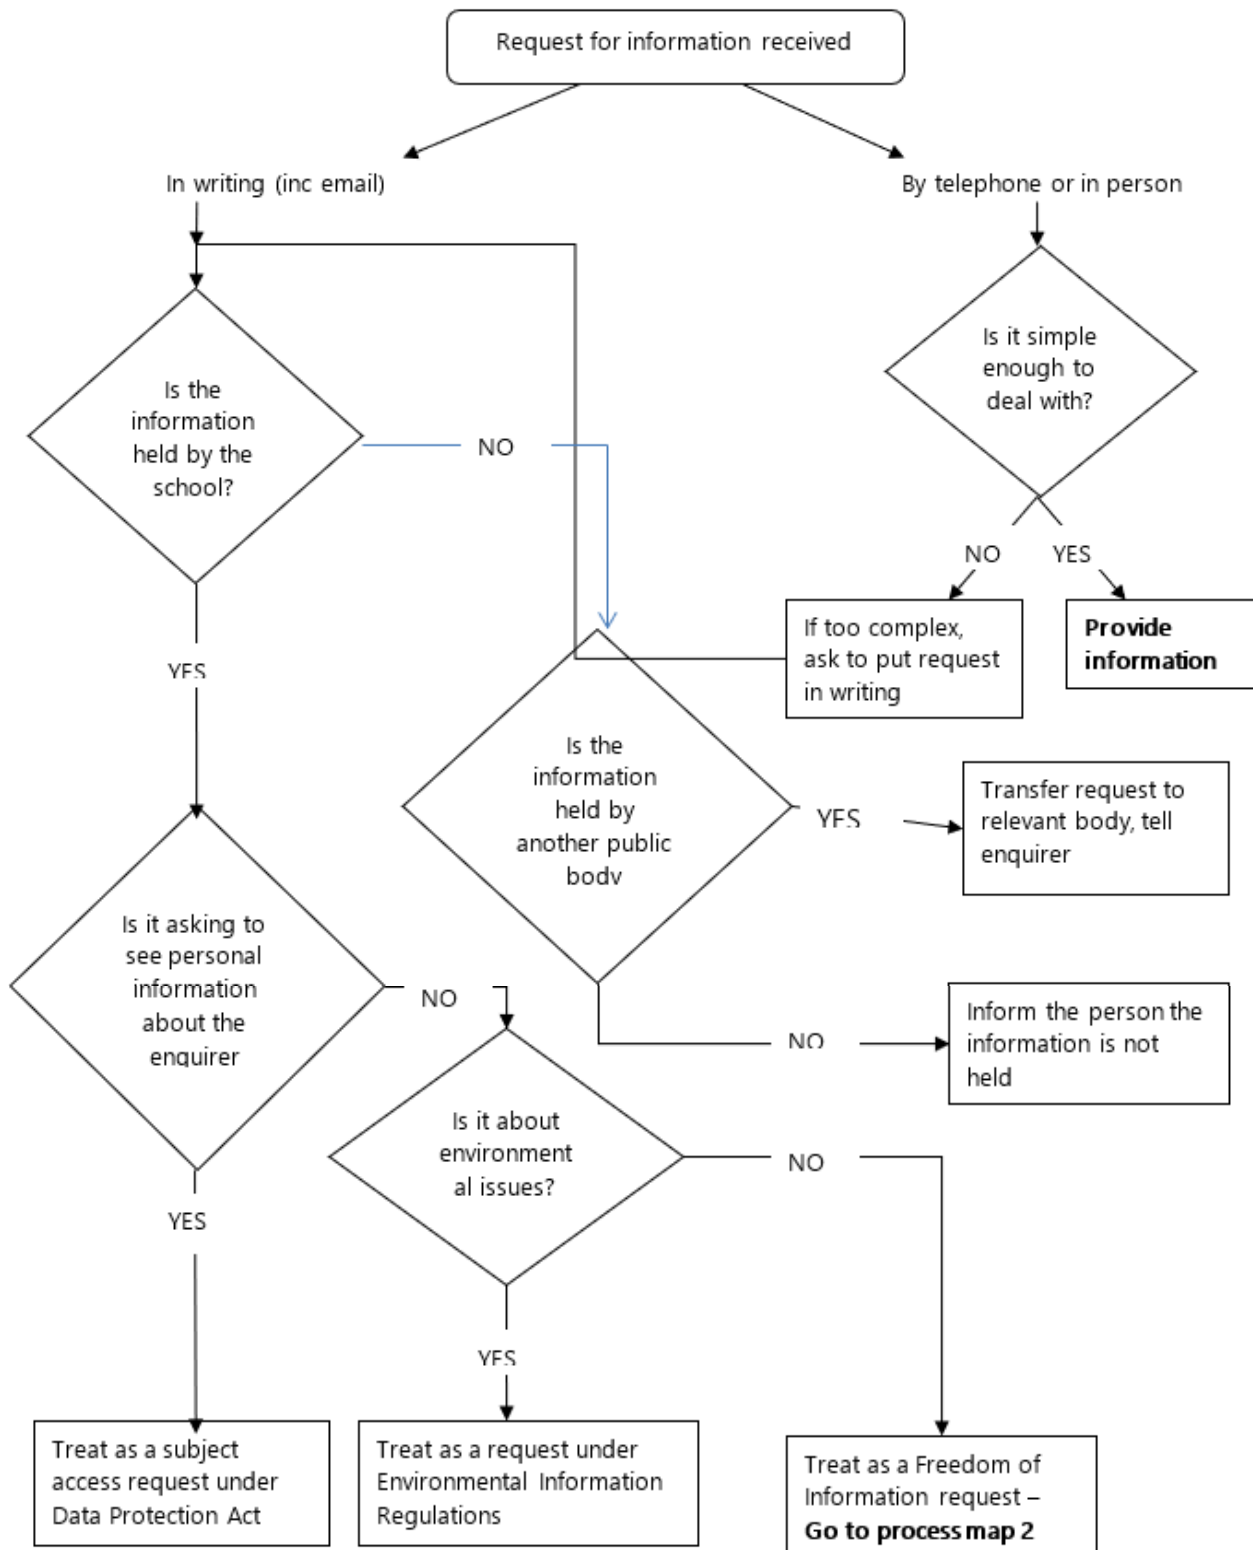 Request for information received
In writing (inc email)
By telephone or in person
Is it simple
enough to
deal with?
Is the
information
held by the
school?
NO
NO
YES
If too complex,
ask to put request
in writing
Provide
information
YES
Is the
information
held by
another public
body
YES
Transfer request to
relevant body, tell
enquirer
Is it asking to
see personal
information
about the
enquirer
NO
Inform the person the
information is not
held
NO
Is it about
environment
al issues?
NO
YES
YES
Treat as a subject
access request under
Data Protection Act
Treat as a request under
Environmental Information
Regulations
Treat as a Freedom of
Information request –
Go to process map 2